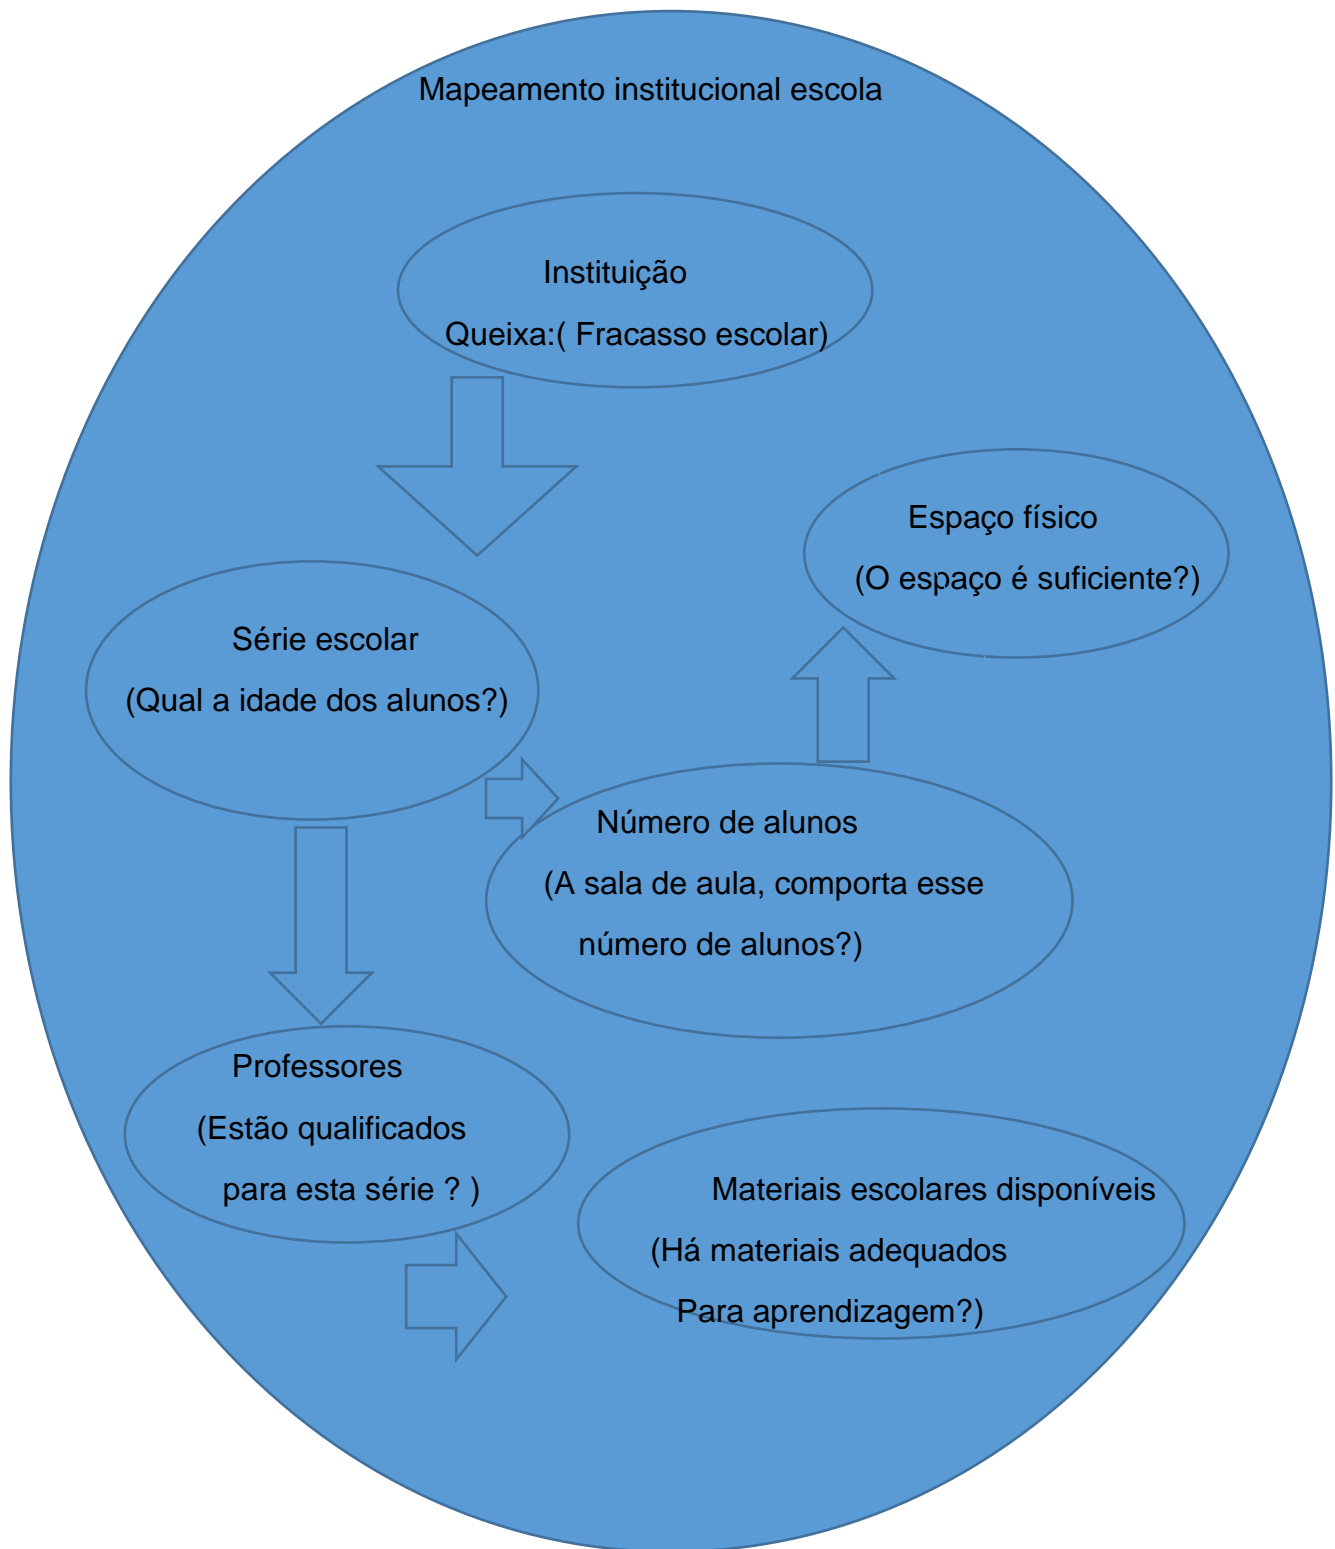 Mapeamento institucional escola
Instituição
Queixa:( Fracasso escolar)
Espaço físico
(O espaço é suficiente?)
Série escolar
(Qual a idade dos alunos?)
Número de alunos
(A sala de aula, comporta esse
número de alunos?)
Professores
(Estão qualificados
para esta série ? )
Materiais escolares disponíveis
(Há materiais adequados
Para aprendizagem?)